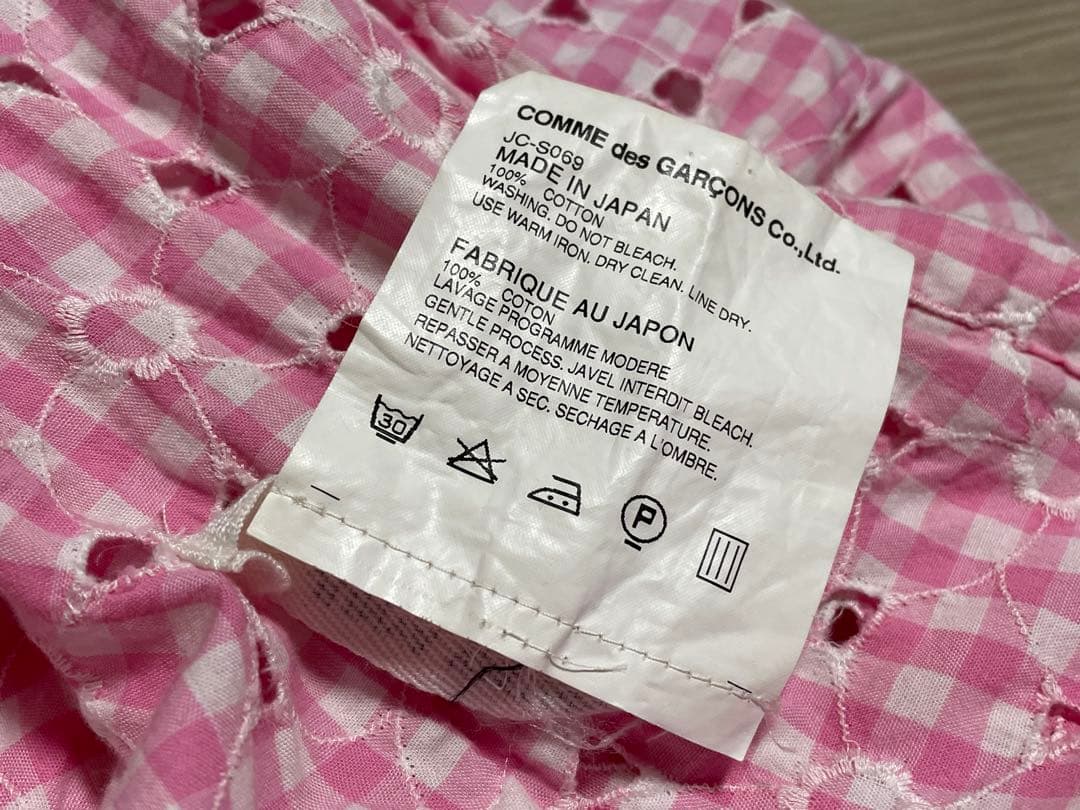 COMME des GARÇONS Co.,Ltd.
JC-S069
MADE IN JAPAN
100% COTTON
WASHING. DO NOT BLEACH.
USE WARM IRON. DRY CLEAN. LINE DRY.
FABRIQUE AU JAPON
100% COTON
LAVAGE PROGRAMME MODERE
GENTLE PROCESS. JAVEL INTERDIT BLEACH.
REPASSER A MOYENNE TEMPERATURE.
NETTOYAGE A SEC. SECHAGE A L'OMBRE.
30
P